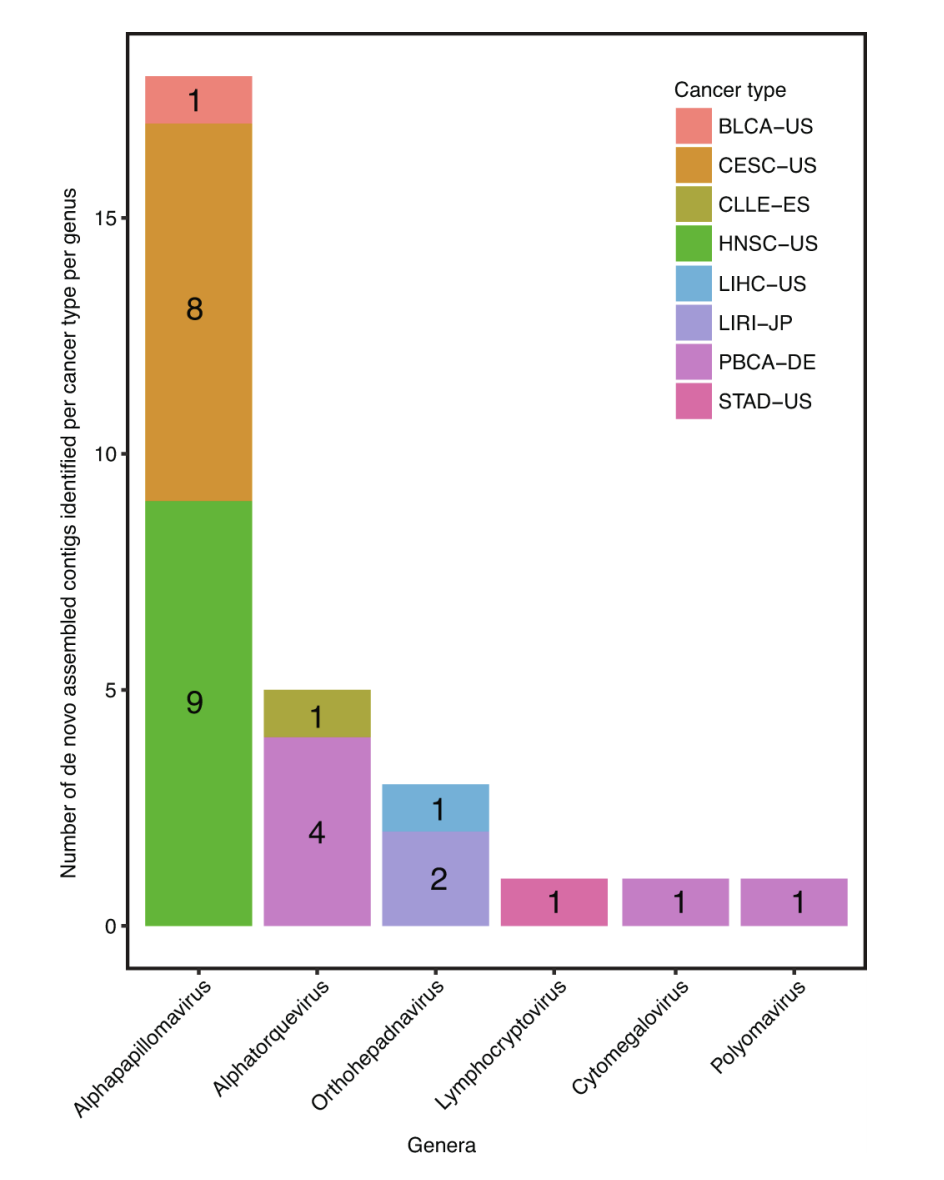 Number of de novo assembled contigs identified per cancer type per genus
15
10
5
0
1
8
9
1
4
1
2
1
1
1
Cancer type
BLCA−US
CESC−US
CLLE−ES
HNSC−US
LIHC−US
LIRI−JP
PBCA−DE
STAD−US
Alphapapillomavirus
Alphatorquevirus
Orthohepadnavirus
Lymphocryptovirus
Cytomegalovirus
Polyomavirus
Genera